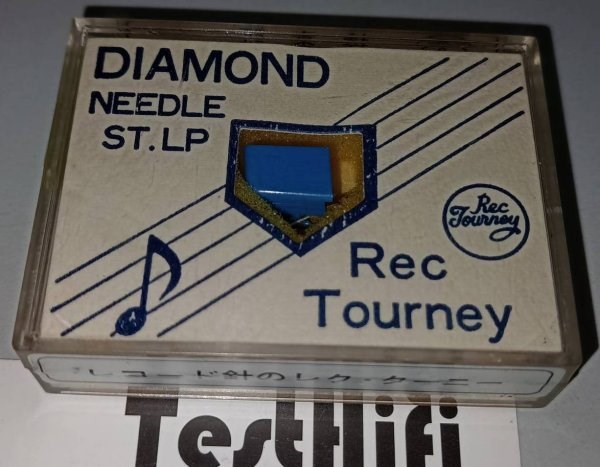 DIAMOND
NEEDLE
ST.LP
Rec
Tourney
Rec
Tourney
レコード針のレク・ターニー
TestHifi